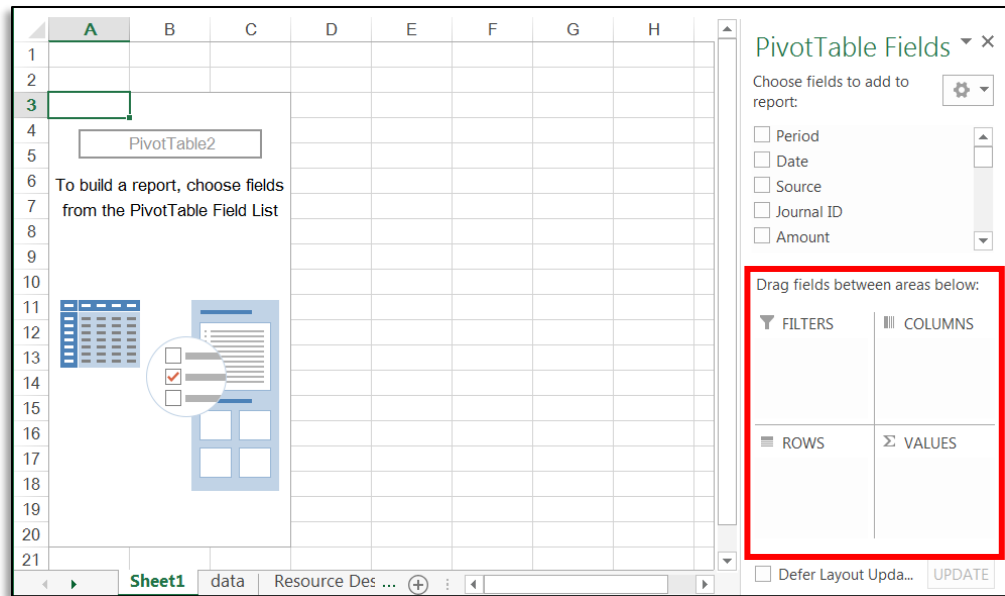 A B C D E F G H
1
2
3
4
5
6
7
8
9
10
11
12
13
14
15
16
17
18
19
20
21
PivotTable2
To build a report, choose fields
from the PivotTable Field List
Sheet1 data Resource Des ...
PivotTable Fields
Choose fields to add to
report:
Period
Date
Source
Journal ID
Amount
Drag fields between areas below:
FILTERS
COLUMNS
ROWS
Σ VALUES
Defer Layout Upda... UPDATE